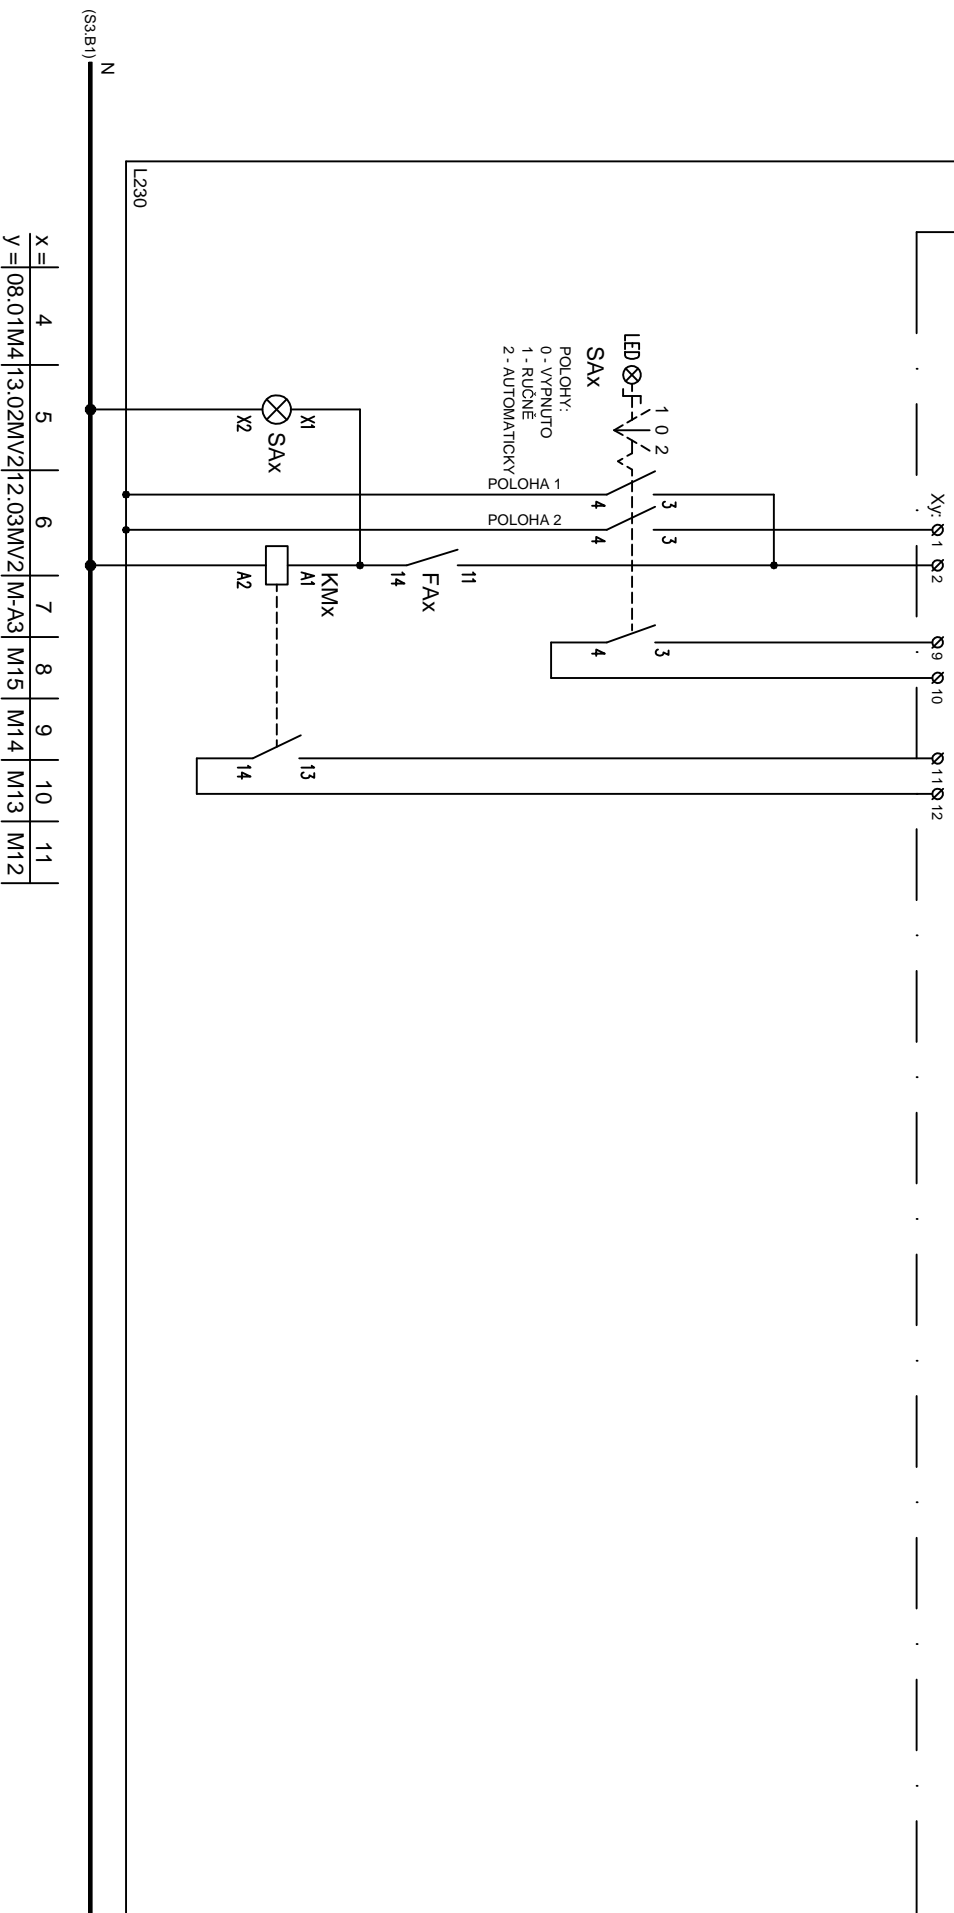 (S3.B1)
N
L230
LED
SAx
POLOHY:
0 - VYPNUTO
1 - RUČNĚ
2 - AUTOMATICKY
1 0 2
POLOHA 1
POLOHA 2
3
4
3
4
3
4
Xy:
1
2
9
10
11
12
X1
X2
SAx
KMx
A1
A2
FAx
11
14
13
14
x = 4 5 6 7 8 9 10 11
y = 08.01M4 13.02MV2 12.03MV2 M-A3 M15 M14 M13 M12